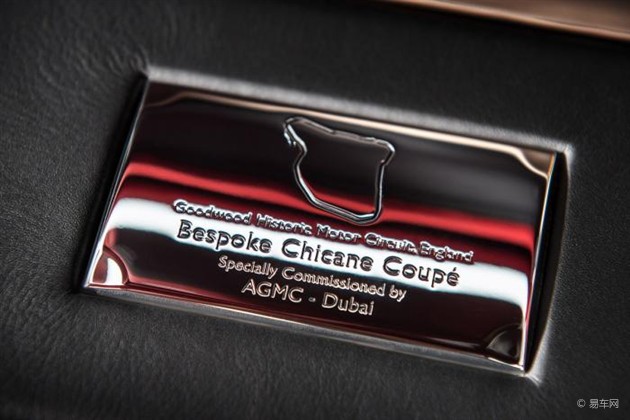 Goodwood Historic Motor Circuit, England
Bespoke Chicane Coupé
Specially Commissioned by
AGMC - Dubai
© 易车网